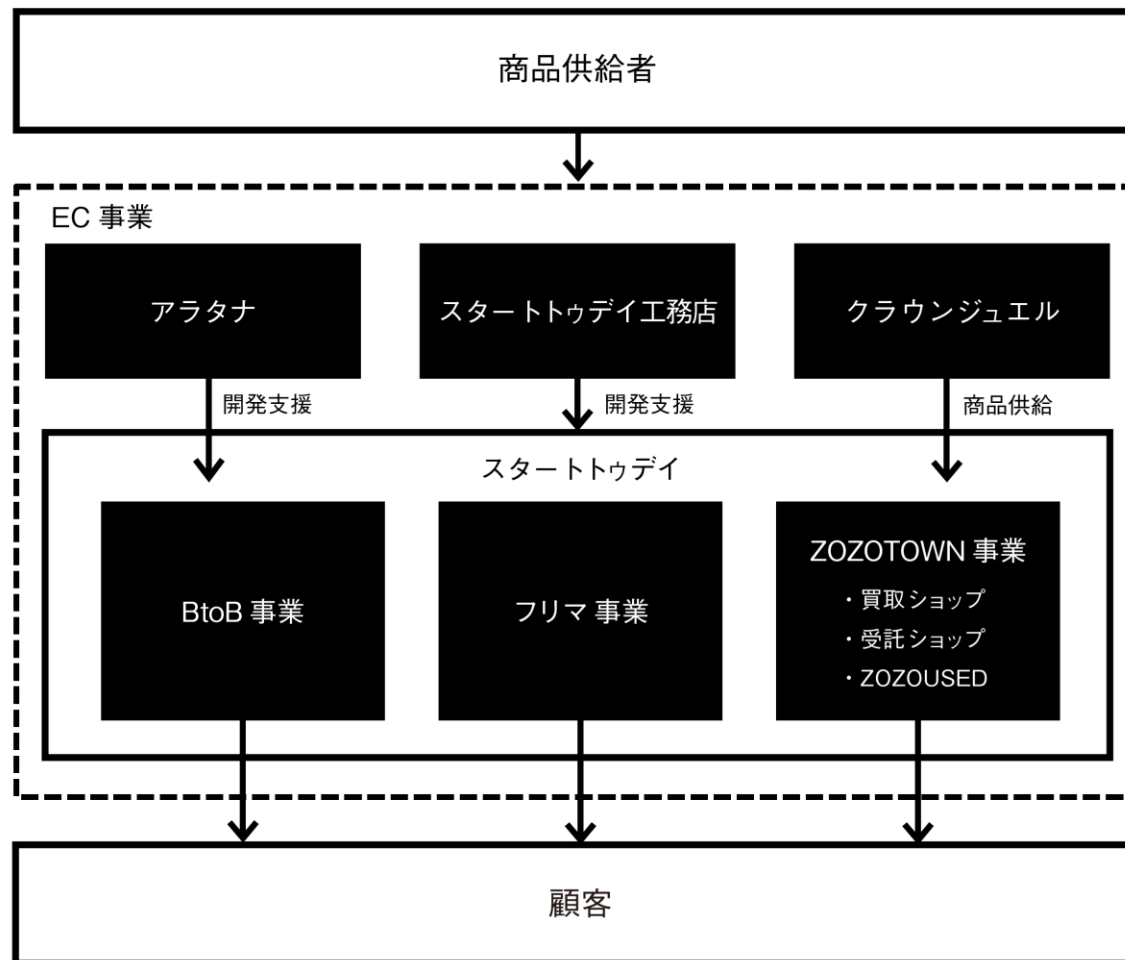 商品供給者
EC 事業
アラタナ
スタートトゥデイ工務店
クラウンジュエル
開発支援
開発支援
商品供給
スタートトゥデイ
BtoB 事業
フリマ 事業
ZOZOTOWN 事業
・買取ショップ
・受託ショップ
・ZOZOUSED
顧客